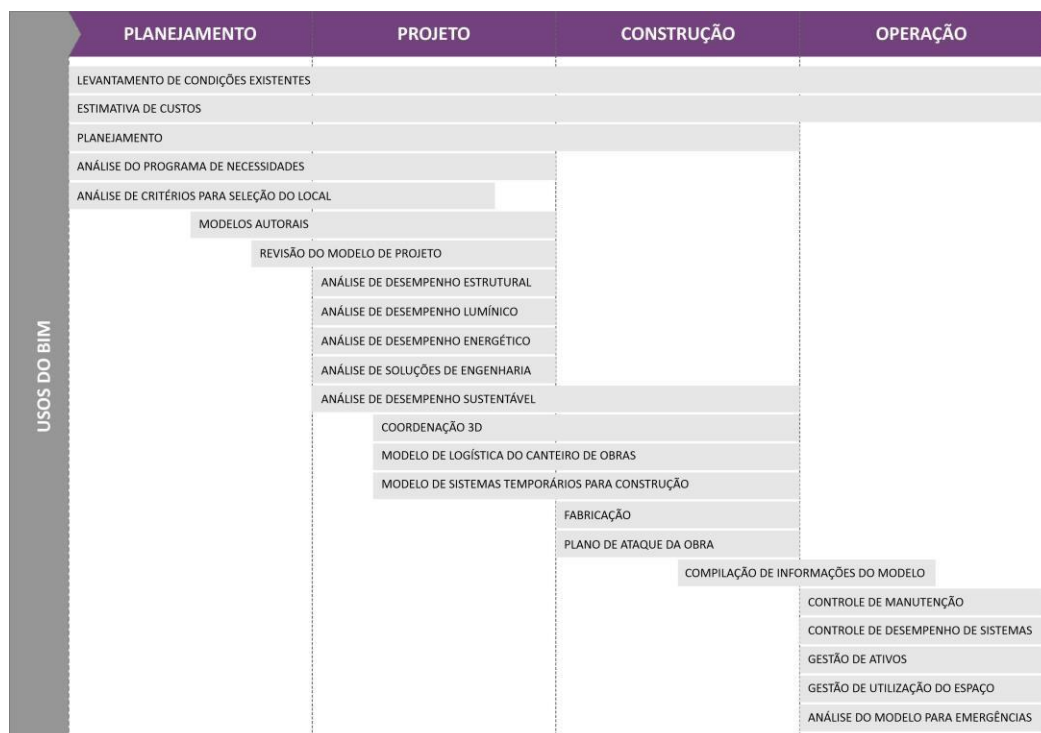 PLANEJAMENTO
PROJETO
CONSTRUÇÃO
OPERAÇÃO
USOS DO BIM
LEVANTAMENTO DE CONDIÇÕES EXISTENTES
ESTIMATIVA DE CUSTOS
PLANEJAMENTO
ANÁLISE DO PROGRAMA DE NECESSIDADES
ANÁLISE DE CRITÉRIOS PARA SELEÇÃO DO LOCAL
MODELOS AUTORAIS
REVISÃO DO MODELO DE PROJETO
ANÁLISE DE DESEMPENHO ESTRUTURAL
ANÁLISE DE DESEMPENHO LUMÍNICO
ANÁLISE DE DESEMPENHO ENERGÉTICO
ANÁLISE DE SOLUÇÕES DE ENGENHARIA
ANÁLISE DE DESEMPENHO SUSTENTÁVEL
COORDENAÇÃO 3D
MODELO DE LOGÍSTICA DO CANTEIRO DE OBRAS
MODELO DE SISTEMAS TEMPORÁRIOS PARA CONSTRUÇÃO
FABRICAÇÃO
PLANO DE ATAQUE DA OBRA
COMPILAÇÃO DE INFORMAÇÕES DO MODELO
CONTROLE DE MANUTENÇÃO
CONTROLE DE DESEMPENHO DE SISTEMAS
GESTÃO DE ATIVOS
GESTÃO DE UTILIZAÇÃO DO ESPAÇO
ANÁLISE DO MODELO PARA EMERGÊNCIAS